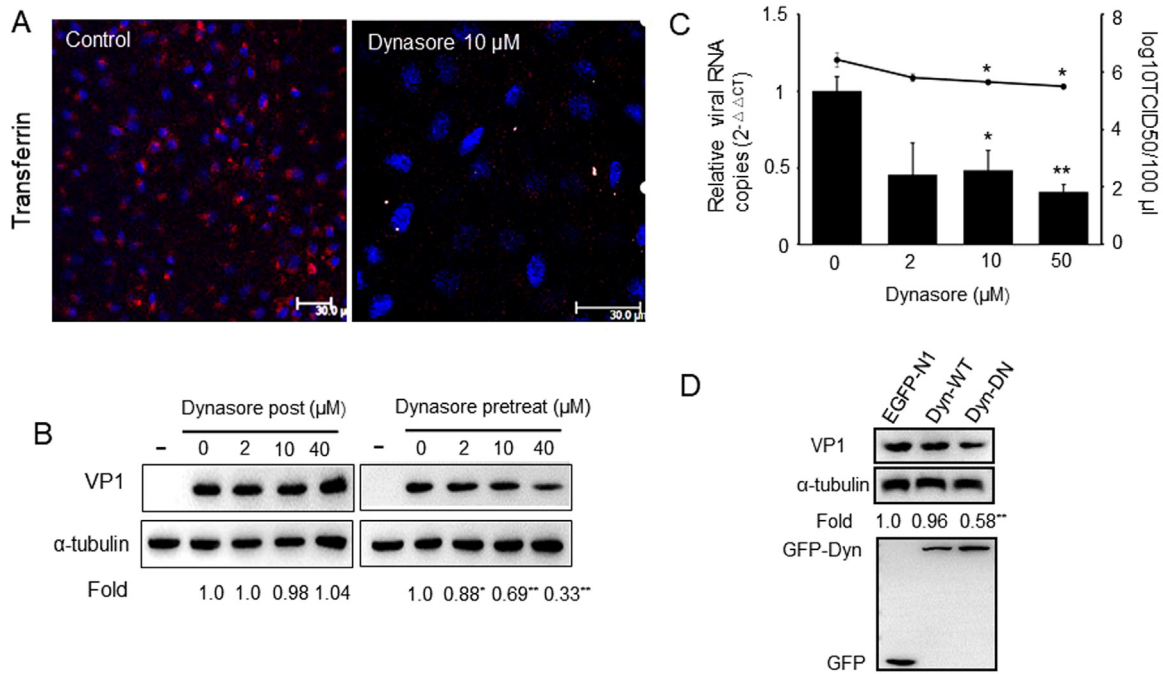 A
Control
Dynasore 10 µM
Transferrin
30.0 µ
30.0 µ
C
1.5
1
0.5
0
Relative viral RNA
copies (2-△△CT)
8
6
4
2
0
log10TCID50/100 µl
*
*
*
**
0 2 10 50
Dynasore (µM)
B
Dynasore post (µM)
Dynasore pretreat (µM)
– 0 2 10 40
– 0 2 10 40
VP1
α-tubulin
Fold 1.0 1.0 0.98 1.04 1.0 0.88* 0.69** 0.33**
D
EGFP-N1
Dyn-WT
Dyn-DN
VP1
α-tubulin
Fold 1.0 0.96 0.58**
GFP-Dyn
GFP